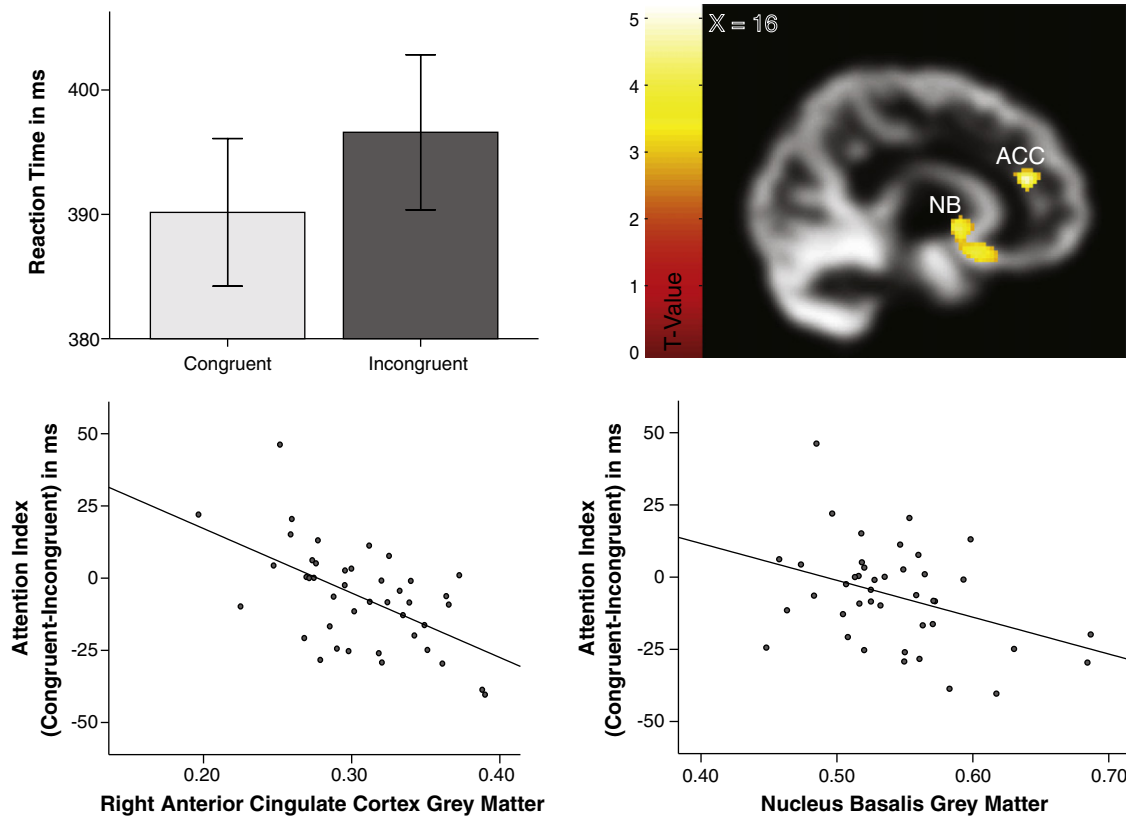 Reaction Time in ms
400
390
380
Congruent
Incongruent
5
4
3
2
1
0
T-Value
X = 16
ACC
NB
Attention Index
(Congruent-Incongruent) in ms
50
25
0
-25
-50
0.20
0.30
0.40
Right Anterior Cingulate Cortex Grey Matter
Attention Index
(Congruent-Incongruent) in ms
50
25
0
-25
-50
0.40
0.50
0.60
0.70
Nucleus Basalis Grey Matter